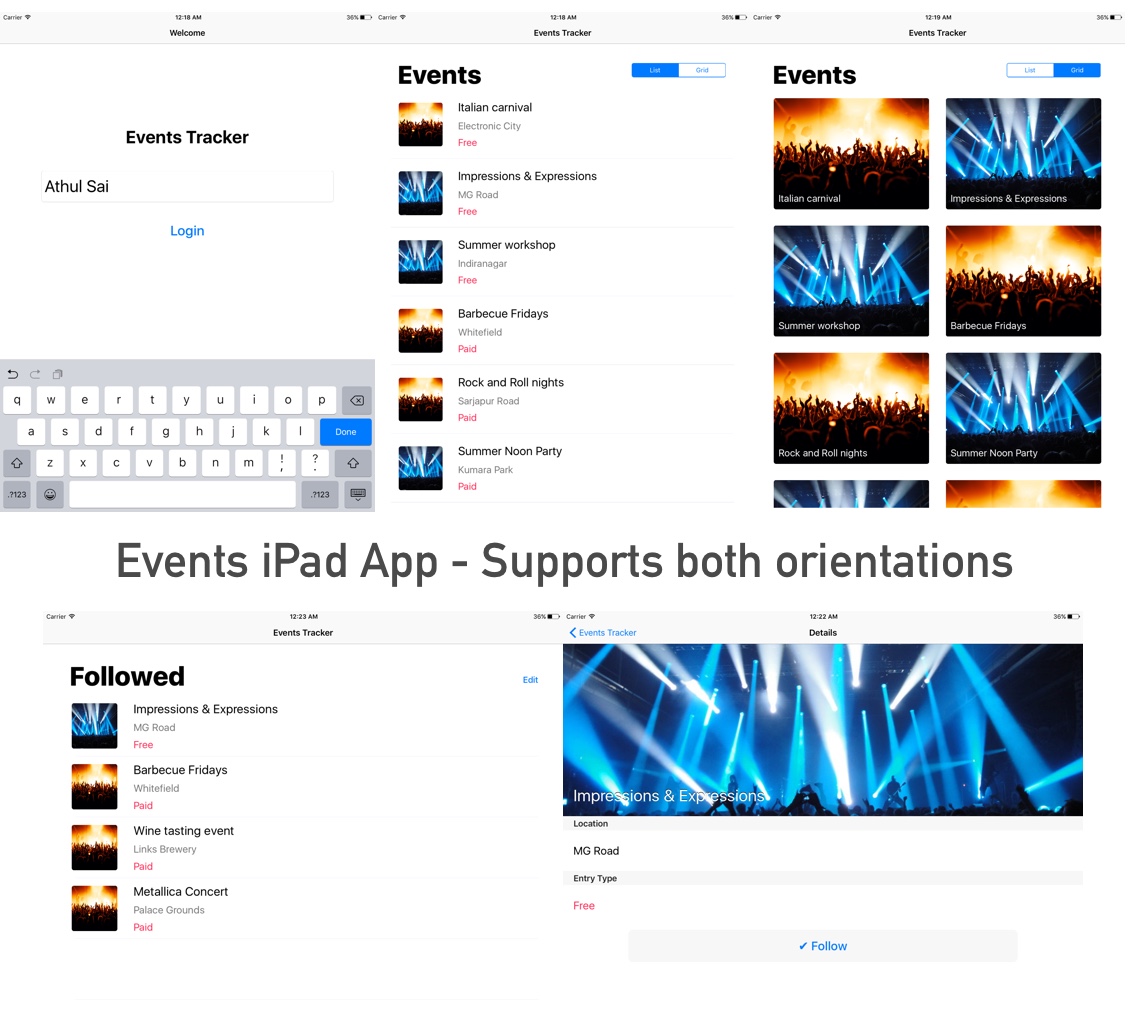 Carrier 12:18 AM 36%
Welcome
Events Tracker
Athul Sai
Login
q w e r t y u i o p
a s d f g h j k l Done
z x c v b n m ! , ? .
.?123 .?123
Carrier 12:18 AM 36%
Events Tracker
Events
List Grid
Italian carnival
Electronic City
Free
Impressions & Expressions
MG Road
Free
Summer workshop
Indiranagar
Free
Barbecue Fridays
Whitefield
Paid
Rock and Roll nights
Sarjapur Road
Paid
Summer Noon Party
Kumara Park
Paid
Carrier 12:19 AM 36%
Events Tracker
Events
List Grid
Italian carnival Impressions & Expressions
Summer workshop Barbecue Fridays
Rock and Roll nights Summer Noon Party
Events iPad App - Supports both orientations
Carrier 12:23 AM 36%
Events Tracker
Followed
Edit
Impressions & Expressions
MG Road
Free
Barbecue Fridays
Whitefield
Paid
Wine tasting event
Links Brewery
Paid
Metallica Concert
Palace Grounds
Paid
Carrier 12:22 AM 36%
Events Tracker Details
Impressions & Expressions
Location
MG Road
Entry Type
Free
✔ Follow